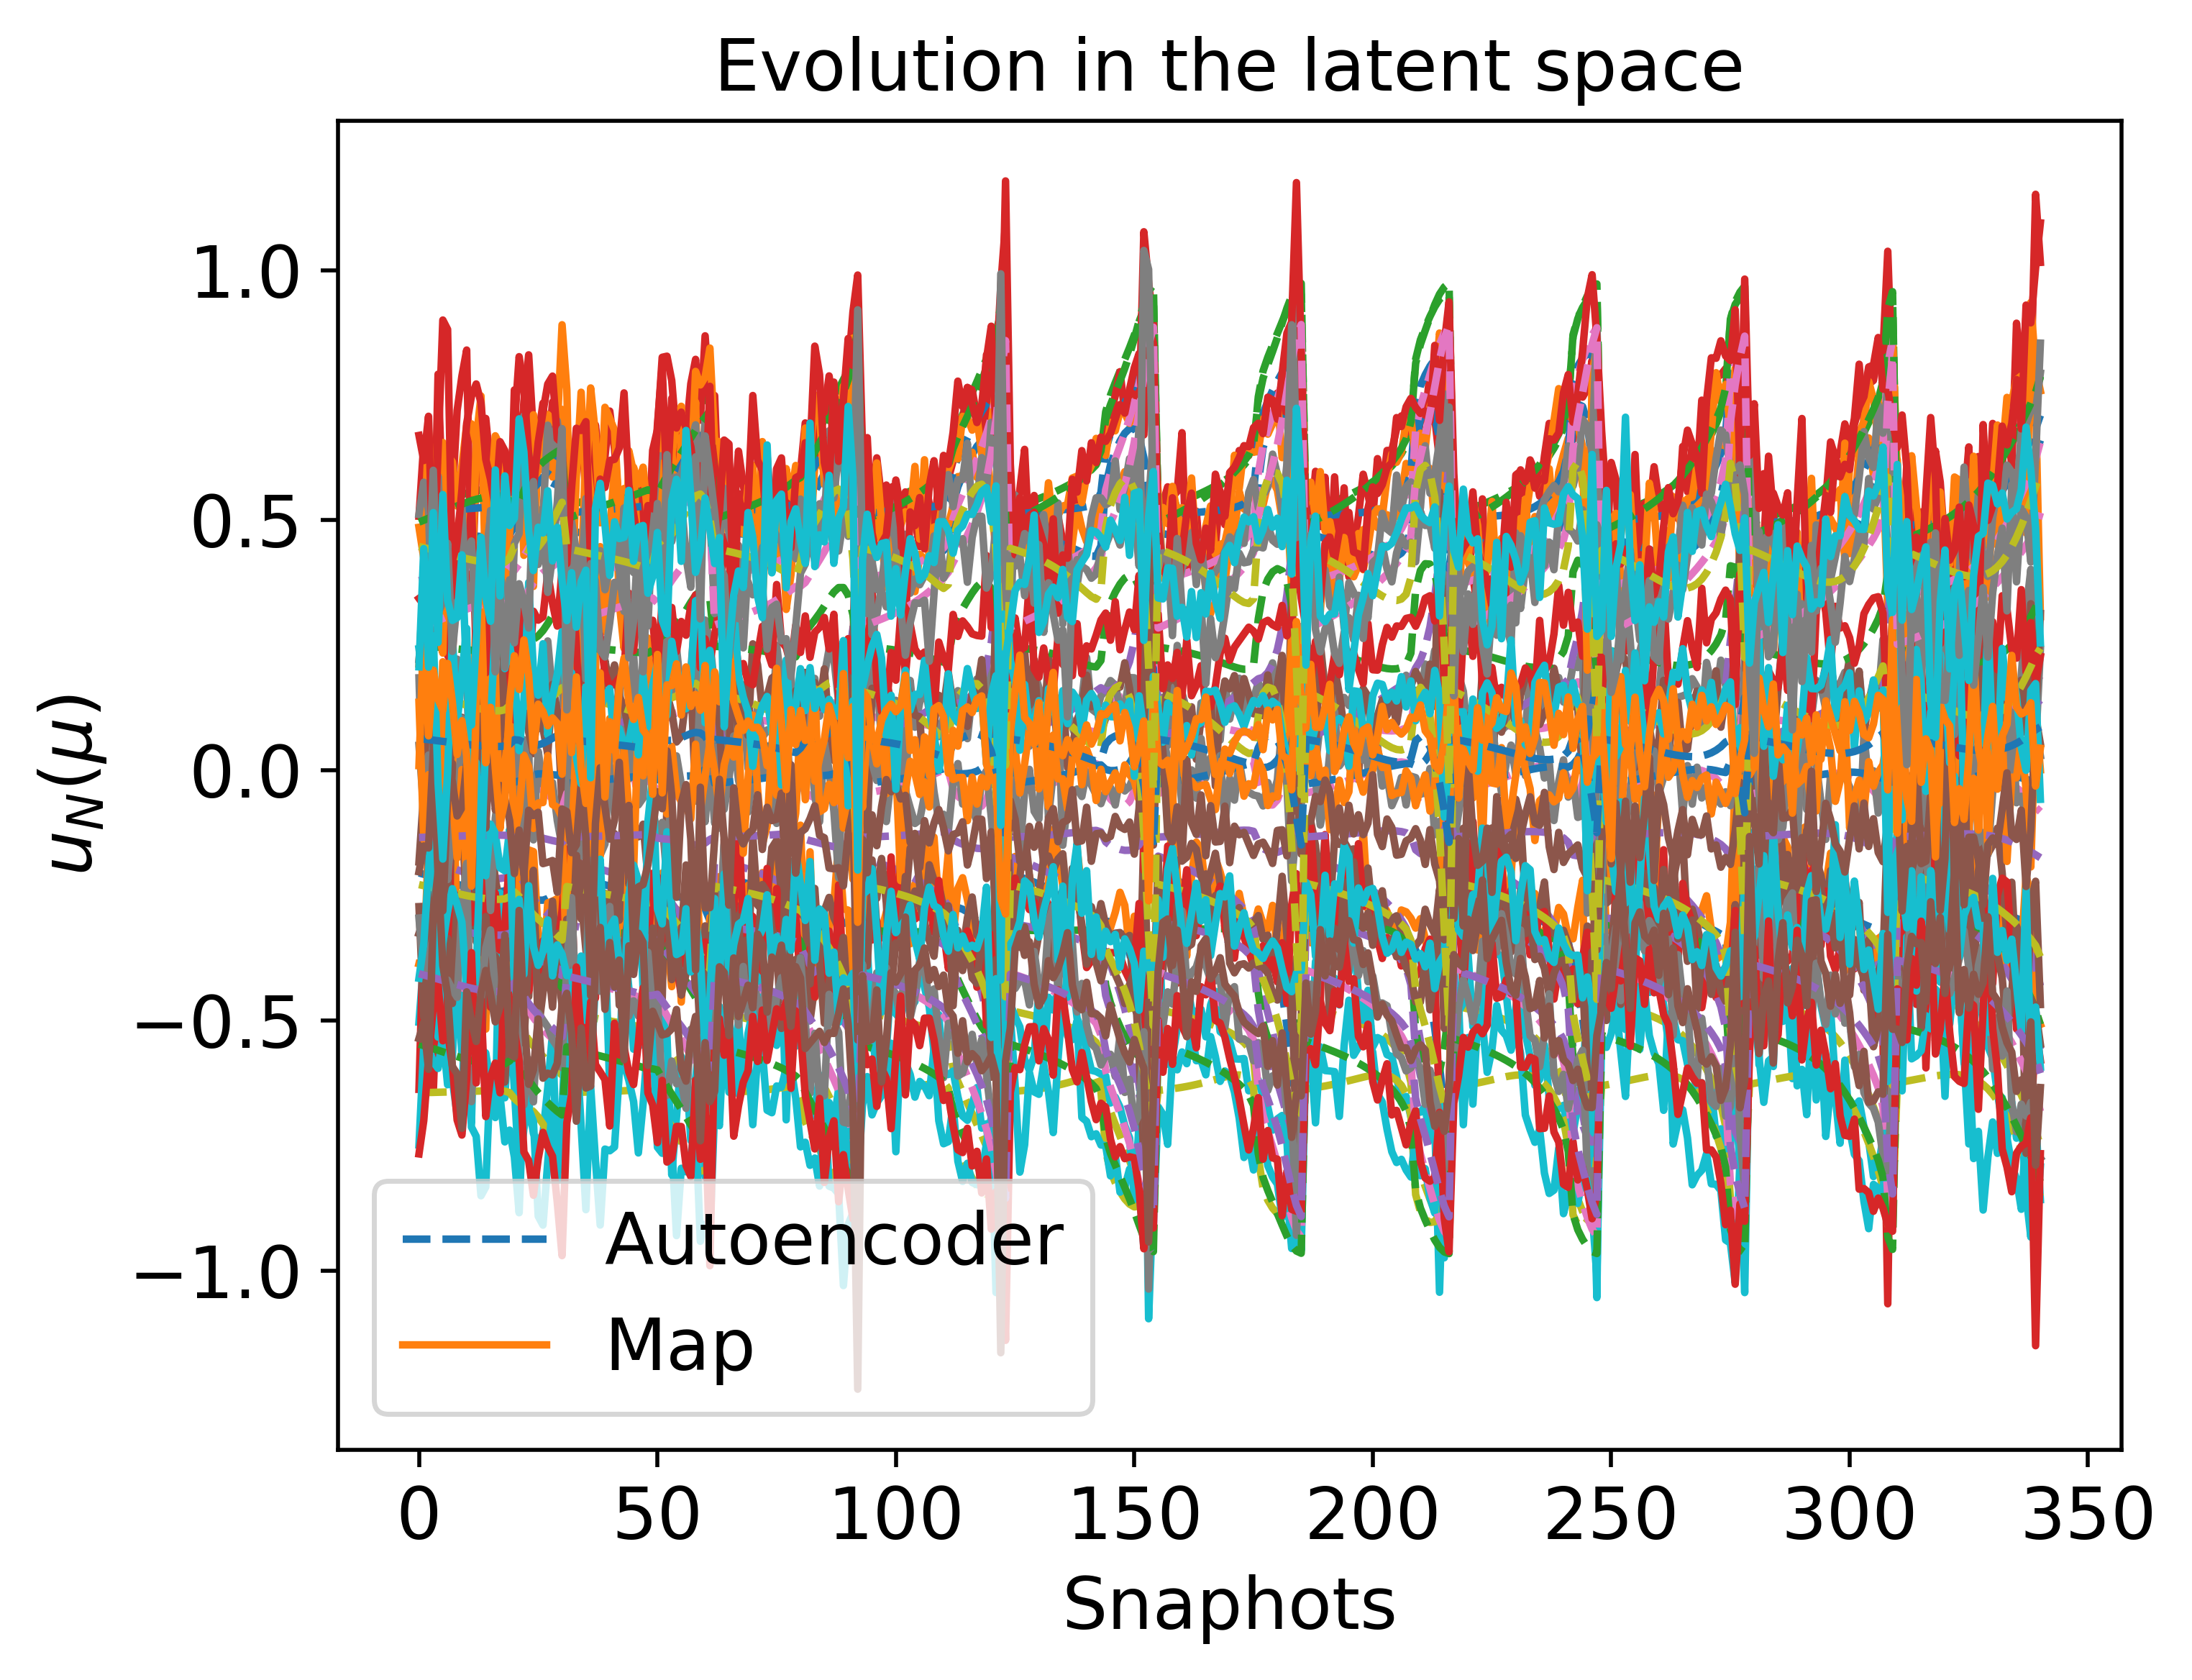 Evolution in the latent space
1.0
0.5
0.0
−0.5
−1.0
u_N(μ)
Autoencoder
Map
0 50 100 150 200 250 300 350
Snaphots